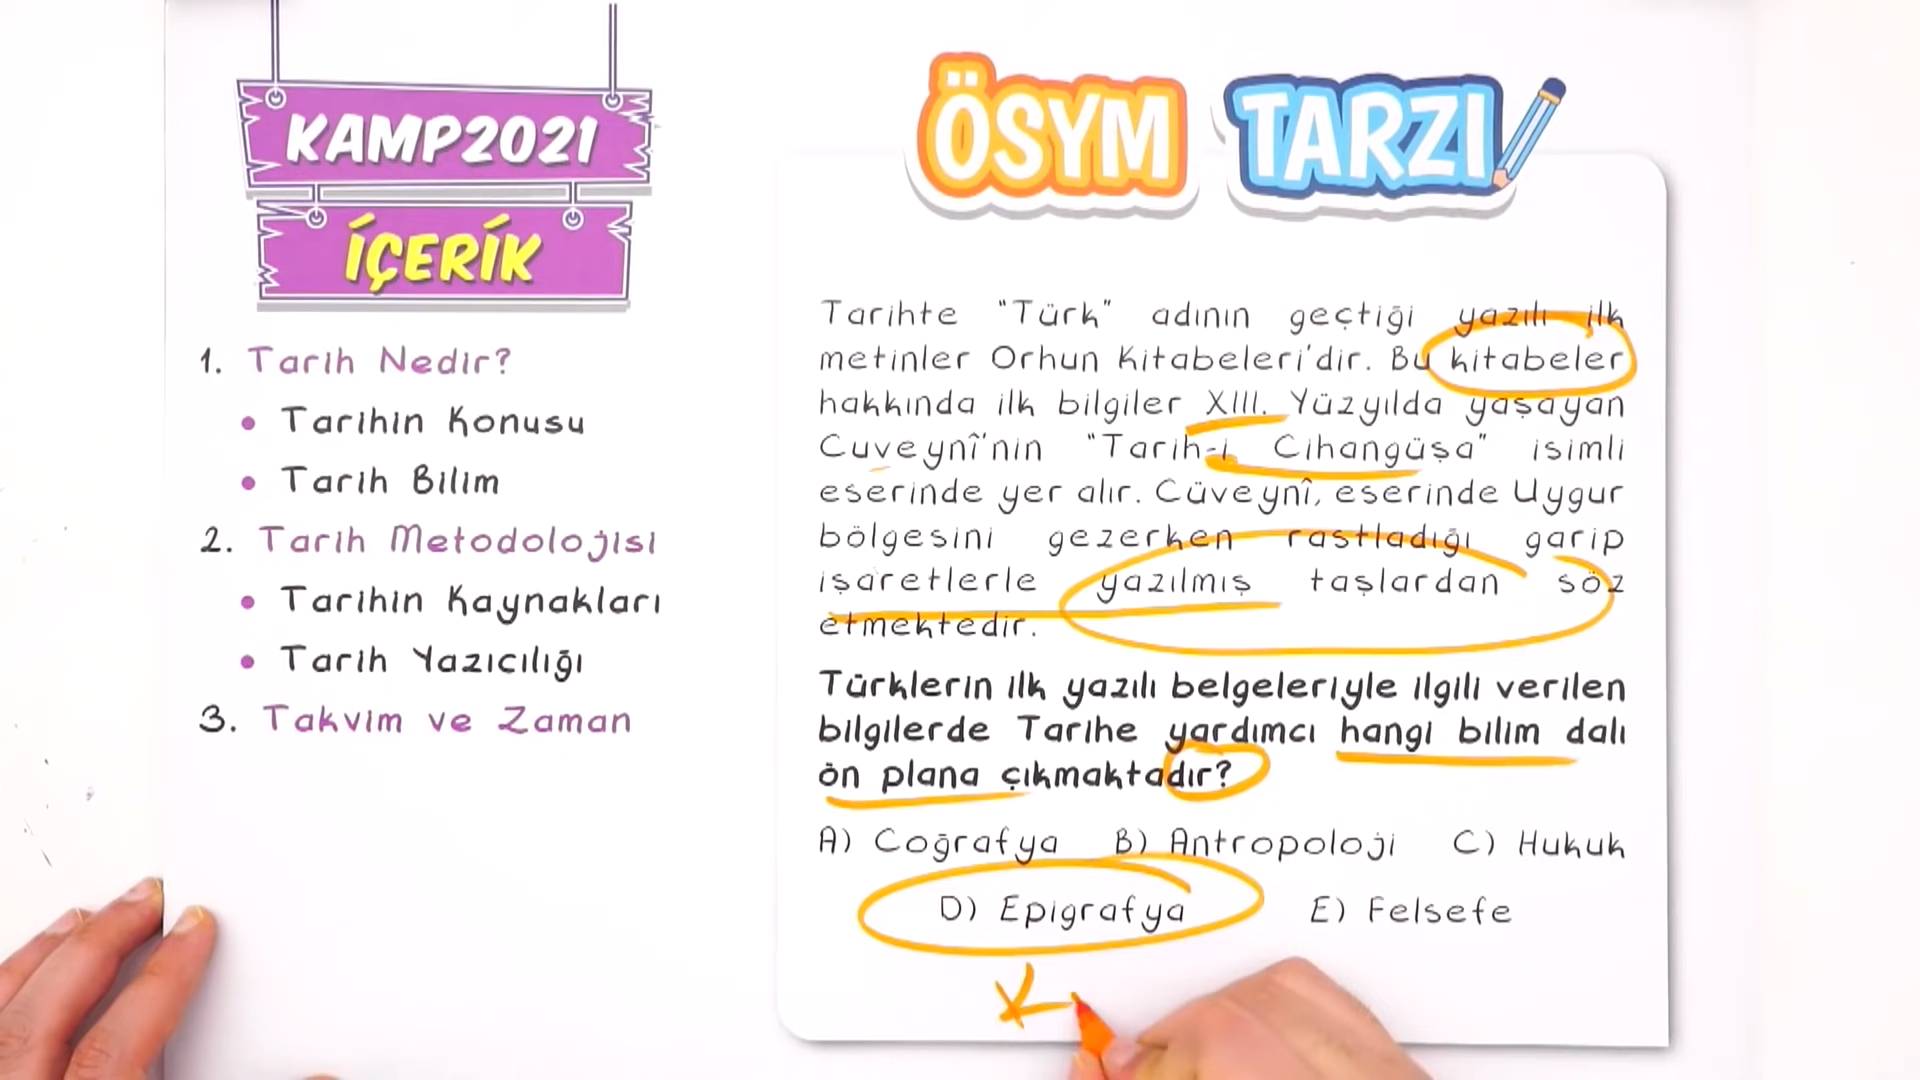 KAMP2021
İÇERİK
1. Tarih Nedir?
• Tarihin Konusu
• Tarih Bilim
2. Tarih Metodolojisi
• Tarihin Kaynakları
• Tarih Yazıcılığı
3. Takvim ve Zaman
ÖSYM TARZI
Tarihte "Türk" adının geçtiği yazılı ilk
metinler Orhun Kitabeleri'dir. Bu kitabeler
hakkında ilk bilgiler XIII. Yüzyılda yaşayan
Cuveynî'nin "Tarih-i Cihangüşa" isimli
eserinde yer alır. Cüveynî, eserinde Uygur
bölgesini gezerken rastladığı garip
işaretlerle yazılmış taşlardan söz
etmektedir.
Türklerin ilk yazılı belgeleriyle ilgili verilen
bilgilerde Tarihe yardımcı hangi bilim dalı
ön plana çıkmaktadır?
A) Coğrafya B) Antropoloji C) Hukuk
D) Epigrafya E) Felsefe
K